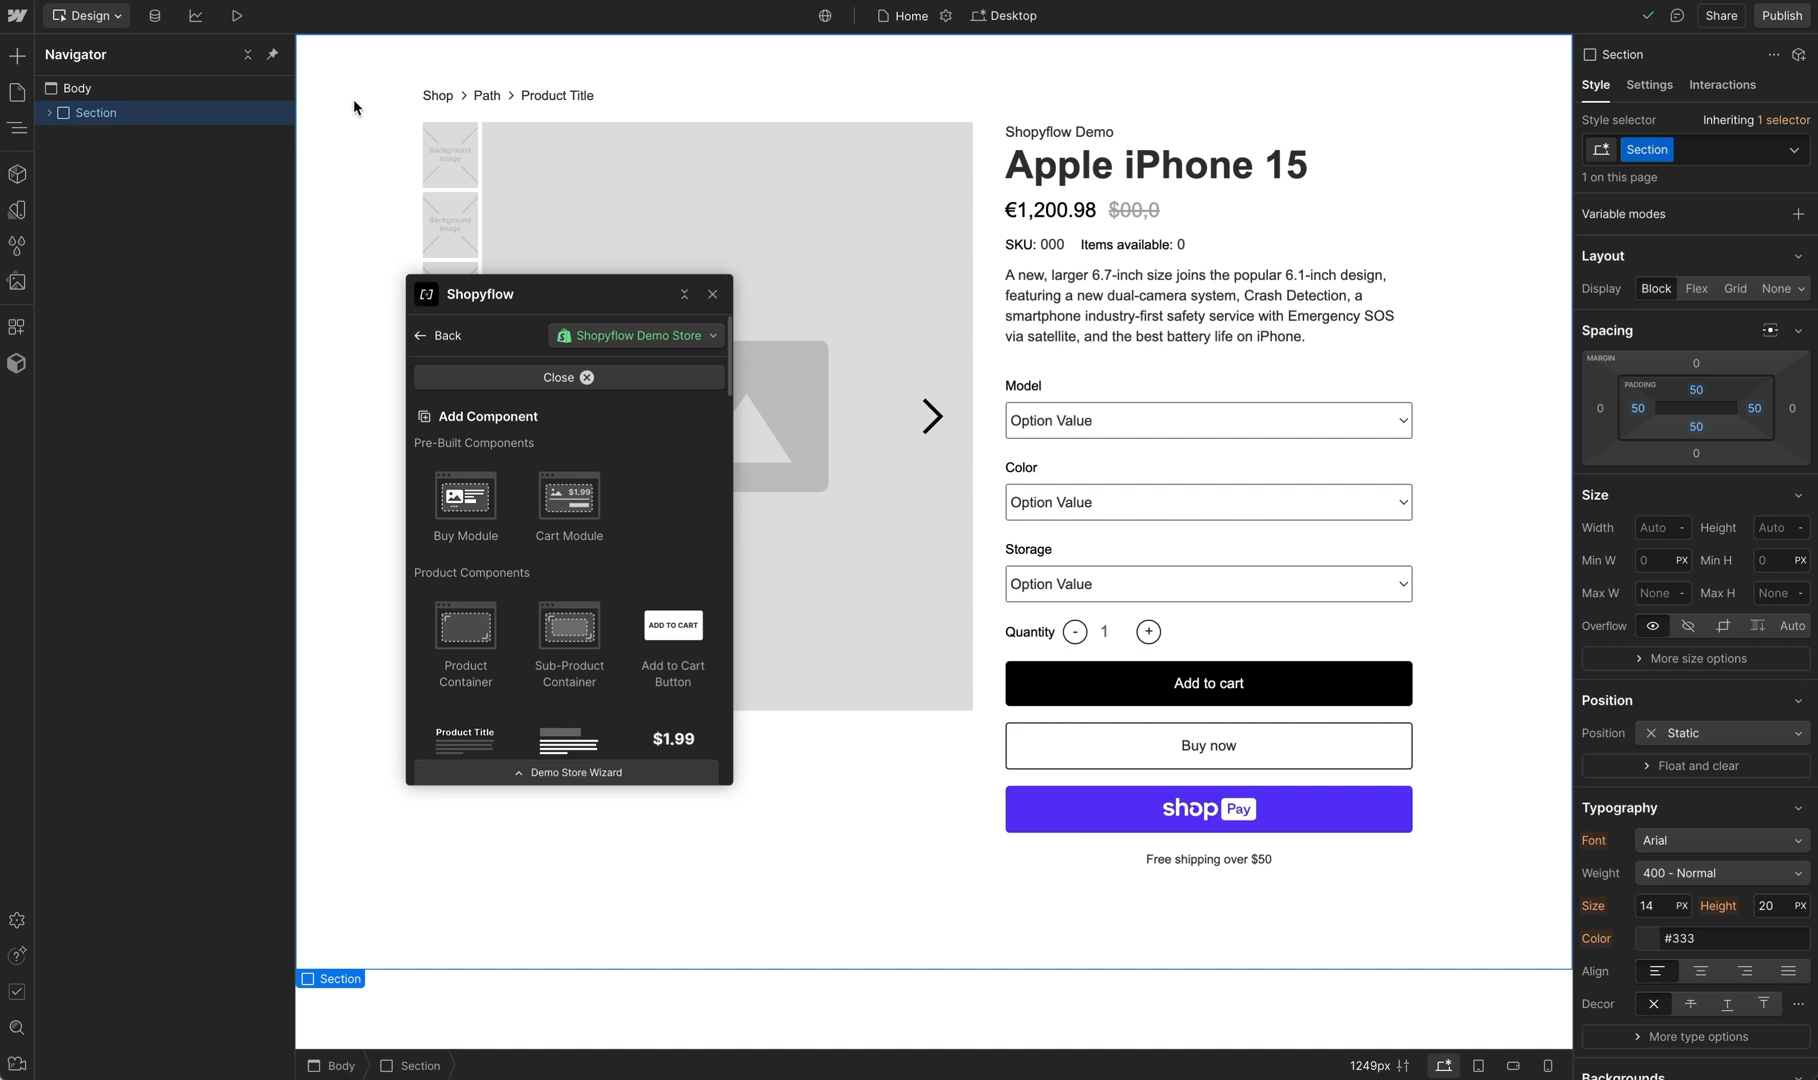 Design
Home
Desktop
Share
Publish
Navigator
Body
Section
Shop > Path > Product Title
Background
Image
Background
Image
Shopyflow Demo
Apple iPhone 15
€1,200.98 $00,0
SKU: 000 Items available: 0
A new, larger 6.7-inch size joins the popular 6.1-inch design,
featuring a new dual-camera system, Crash Detection, a
smartphone industry-first safety service with Emergency SOS
via satellite, and the best battery life on iPhone.
Model
Option Value
Color
Option Value
Storage
Option Value
Quantity - 1 +
Add to cart
Buy now
shop Pay
Free shipping over $50
Shopyflow
Back
Shopyflow Demo Store
Close
Add Component
Pre-Built Components
$1.99
Buy Module
Cart Module
Product Components
ADD TO CART
Product
Container
Sub-Product
Container
Add to Cart
Button
Product Title
$1.99
Demo Store Wizard
Section
Body
Section
1249px
Section
Style
Settings
Interactions
Style selector
Inheriting 1 selector
Section
1 on this page
Variable modes
Layout
Display Block Flex Grid None
Spacing
MARGIN
0
PADDING
50
0 50 50 0
50
0
Size
Width Auto - Height Auto -
Min W 0 PX Min H 0 PX
Max W None - Max H None -
Overflow Auto
More size options
Position
Position Static
Float and clear
Typography
Font Arial
Weight 400 - Normal
Size 14 PX Height 20 PX
Color #333
Align
Decor
More type options
Backgrounds